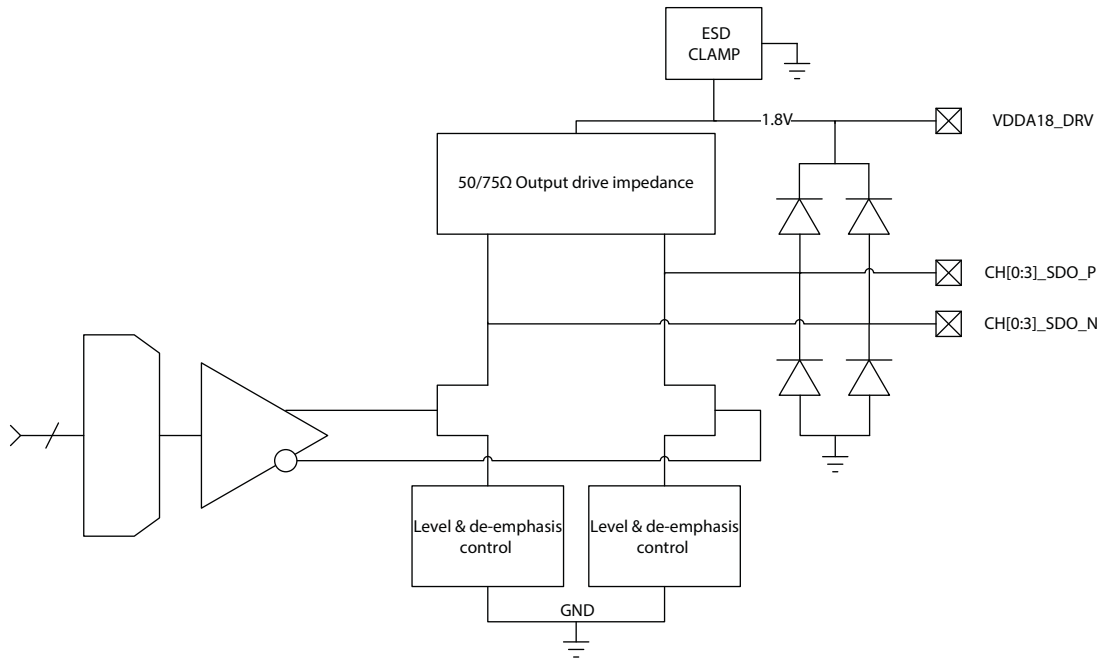 ESD
CLAMP
1.8V
VDDA18_DRV
50/75Ω Output drive impedance
CH[0:3]_SDO_P
CH[0:3]_SDO_N
Level & de-emphasis
control
Level & de-emphasis
control
GND